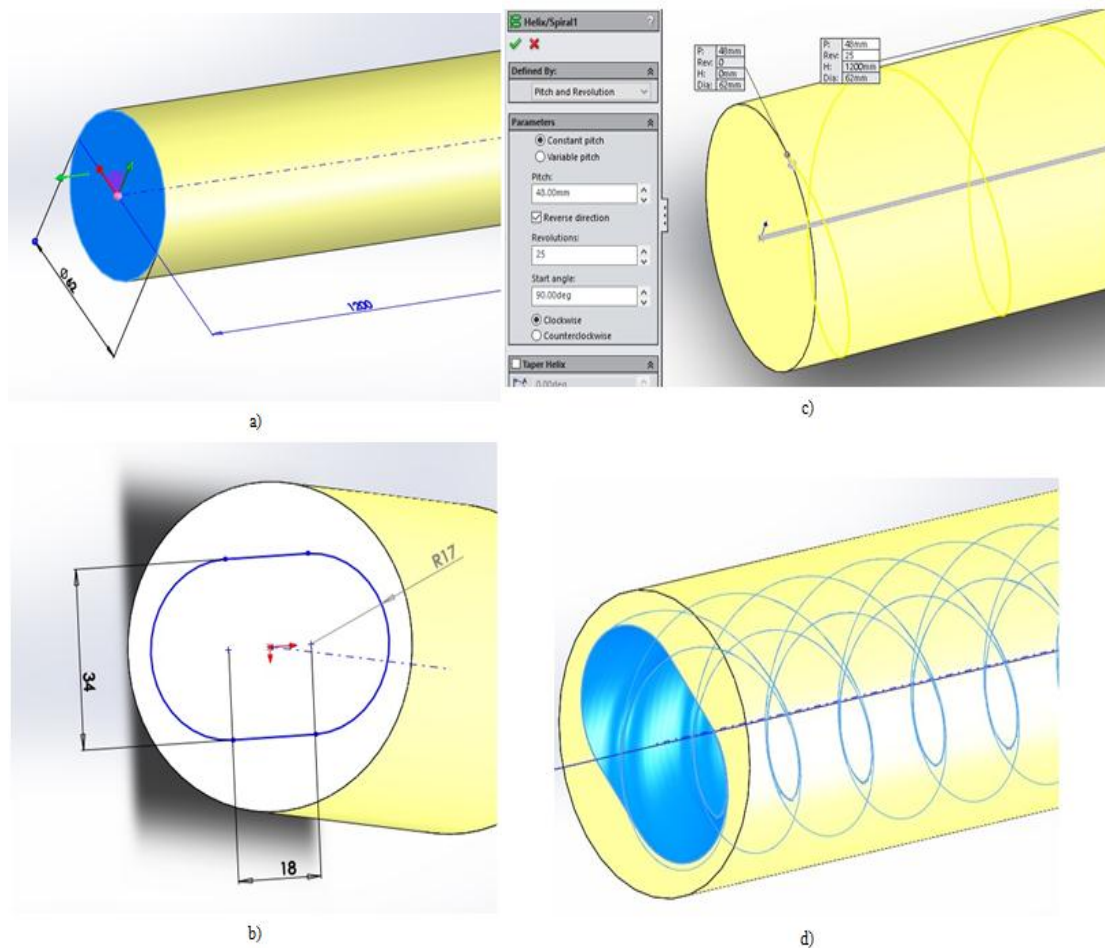 Φ62
1200
a)
Helix/Spiral1
?
Defined By:
Pitch and Revolution
Parameters
Constant pitch
Variable pitch
Pitch:
48.00mm
Reverse direction
Revolutions:
25
Start angle:
90.00deg
Clockwise
Counterclockwise
Taper Helix
0.00deg
P: 48mm
Rev: 0
H: 0mm
Dia: 62mm
P: 48mm
Rev: 25
H: 1200mm
Dia: 62mm
c)
R17
34
18
b)
d)